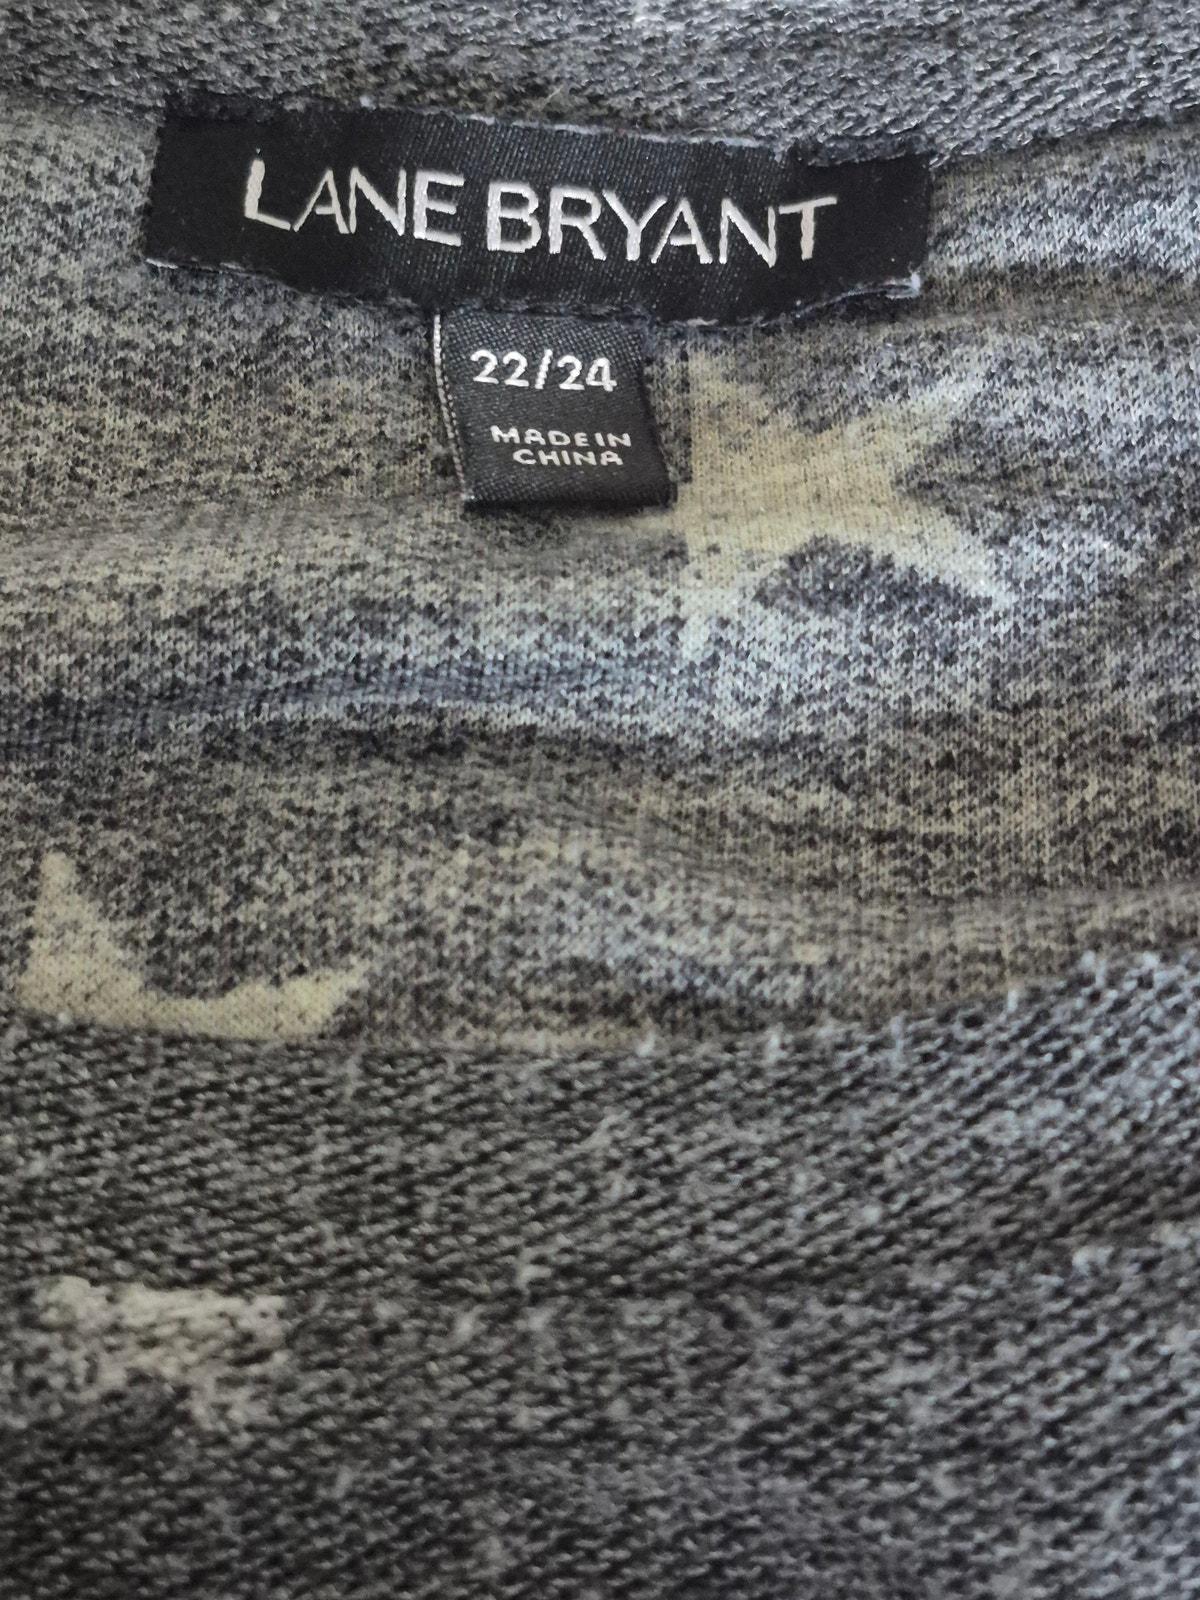 LANE BRYANT
22/24
MADE IN
CHINA